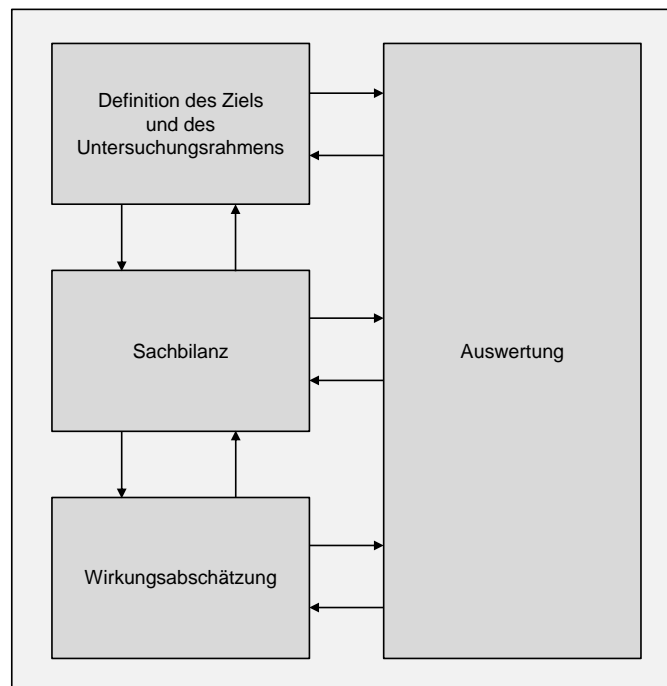 Definition des Ziels
und des
Untersuchungsrahmens
Sachbilanz
Auswertung
Wirkungsabschätzung